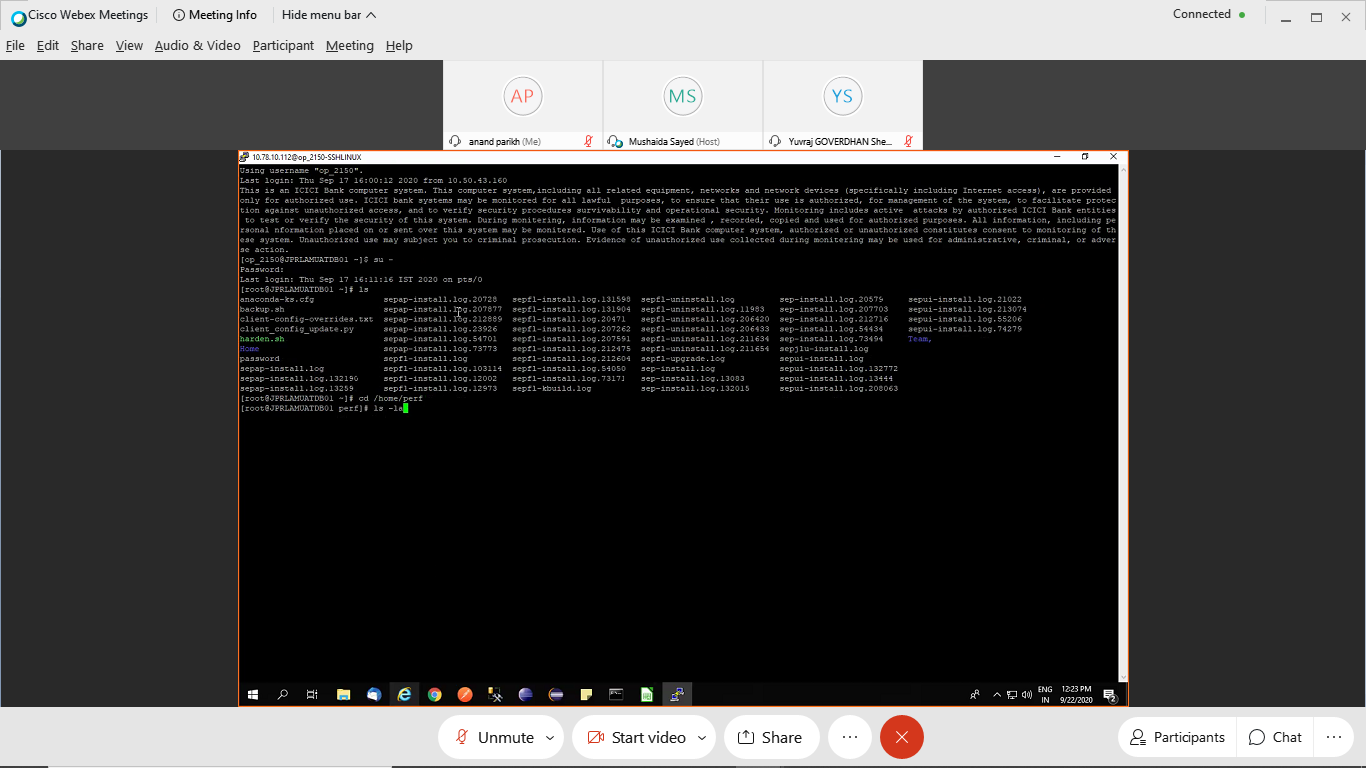 Cisco Webex Meetings Meeting Info Hide menu bar Connected
File Edit Share View Audio & Video Participant Meeting Help
AP MS YS
anand parikh (Me) Mushaida Sayed (Host) Yuvraj GOVERDHAN She...
10.78.10.112@op_2150-SSHLINUX
Using username "op_2150".
Last login: Thu Sep 17 16:00:12 2020 from 10.50.43.160
This is an ICICI Bank computer system. This computer system,including all related equipment, networks and network devices (specifically including Internet access), are provided
only for authorized use. ICICI bank systems may be monitored for all lawful  purposes, to ensure that their use is authorized, for management of the system, to facilitate protec
tion against unauthorized access, and to verify security procedures survivability and operational security. Monitoring includes active  attacks by authorized ICICI Bank entities
 to test or verify the security of this system. During monitoring, information may be examined , recorded, copied and used for authorized purposes. All information, including pe
rsonal nformation placed on or sent over this system may be monitered. Use of this ICICI Bank computer system, authorized or unauthorized constitutes consent to monitoring of th
ese system. Unauthorized use may subject you to criminal prosecution. Evidence of unauthorized use collected during monitering may be used for administrative, criminal, or adver
se action.
[op_2150@JPRLAMUATDB01 ~]$ su -
Password:
Last login: Thu Sep 17 16:11:16 IST 2020 on pts/0
[root@JPRLAMUATDB01 ~]# ls
anaconda-ks.cfg sepap-install.log.20728 sepfl-install.log.131598 sepfl-uninstall.log sep-install.log.20579 sepui-install.log.21022
backup.sh sepap-install.log.207877 sepfl-install.log.131904 sepfl-uninstall.log.11983 sep-install.log.207703 sepui-install.log.213074
client-config-overrides.txt sepap-install.log.212889 sepfl-install.log.20471 sepfl-uninstall.log.206420 sep-install.log.212716 sepui-install.log.55206
client_config_update.py sepap-install.log.23926 sepfl-install.log.207262 sepfl-uninstall.log.206433 sep-install.log.54434 sepui-install.log.74279
harden.sh sepap-install.log.54701 sepfl-install.log.207591 sepfl-uninstall.log.211634 sep-install.log.73494 Team,
Home sepap-install.log.73773 sepfl-install.log.212475 sepfl-uninstall.log.211654 sepjlu-install.log
password sepfl-install.log sepfl-install.log.212604 sepfl-upgrade.log sepui-install.log
sepap-install.log sepfl-install.log.103114 sepfl-install.log.54050 sep-install.log sepui-install.log.132772
sepap-install.log.132196 sepfl-install.log.12002 sepfl-install.log.73171 sep-install.log.13083 sepui-install.log.13444
sepap-install.log.13259 sepfl-install.log.12973 sepfl-kbuild.log sep-install.log.132015 sepui-install.log.208063
[root@JPRLAMUATDB01 ~]# cd /home/perf
[root@JPRLAMUATDB01 perf]# ls -la
ENG 12:23 PM
IN 9/22/2020 2
Unmute Start video Share Participants Chat